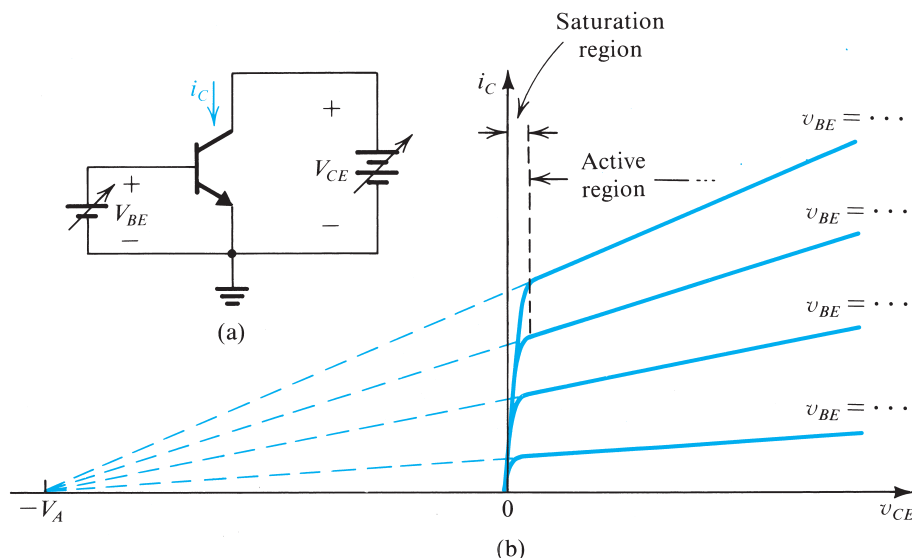 Saturation
region
i_C
i_C
v_BE = · · ·
+
V_CE
Active
region
+
V_BE
−
−
v_BE = · · ·
(a)
v_BE = · · ·
v_BE = · · ·
−V_A
0
v_CE
(b)